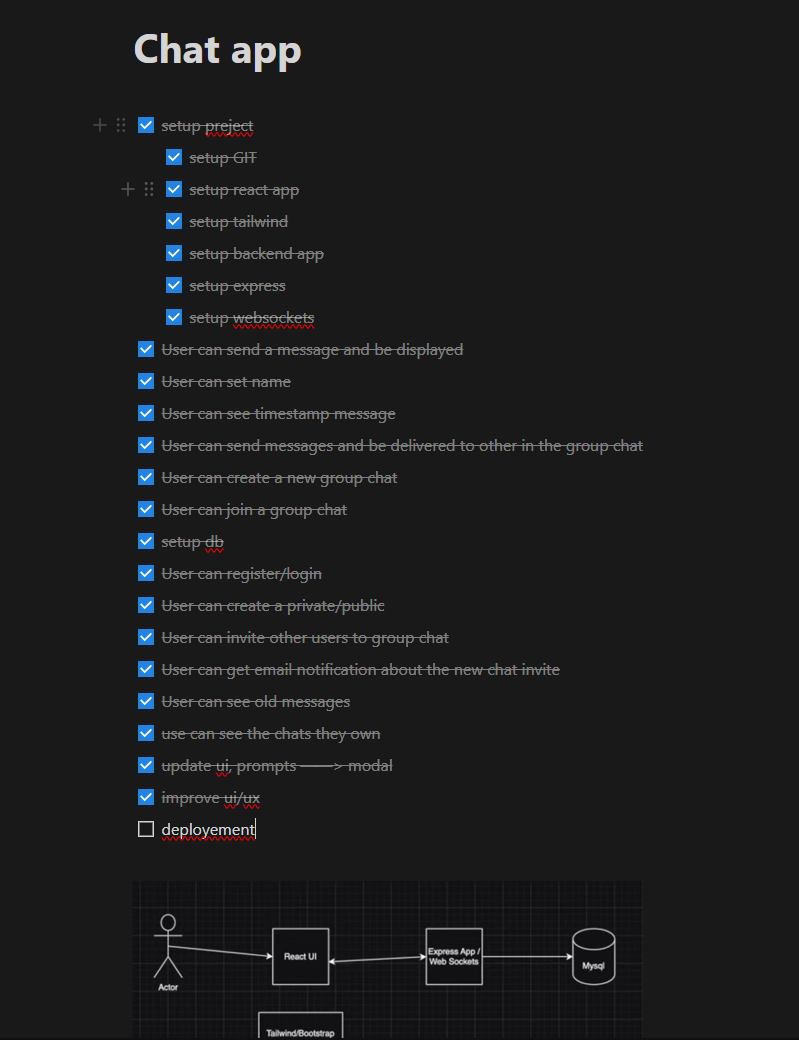 Chat app
setup preject
setup GIT
setup react app
setup tailwind
setup backend app
setup express
setup websockets
User can send a message and be displayed
User can set name
User can see timestamp message
User can send messages and be delivered to other in the group chat
User can create a new group chat
User can join a group chat
setup db
User can register/login
User can create a private/public
User can invite other users to group chat
User can get email notification about the new chat invite
User can see old messages
use can see the chats they own
update ui, prompts ——> modal
improve ui/ux
deployement
Actor
React UI
Express App /
Web Sockets
Mysql
Tailwind/Bootstrap